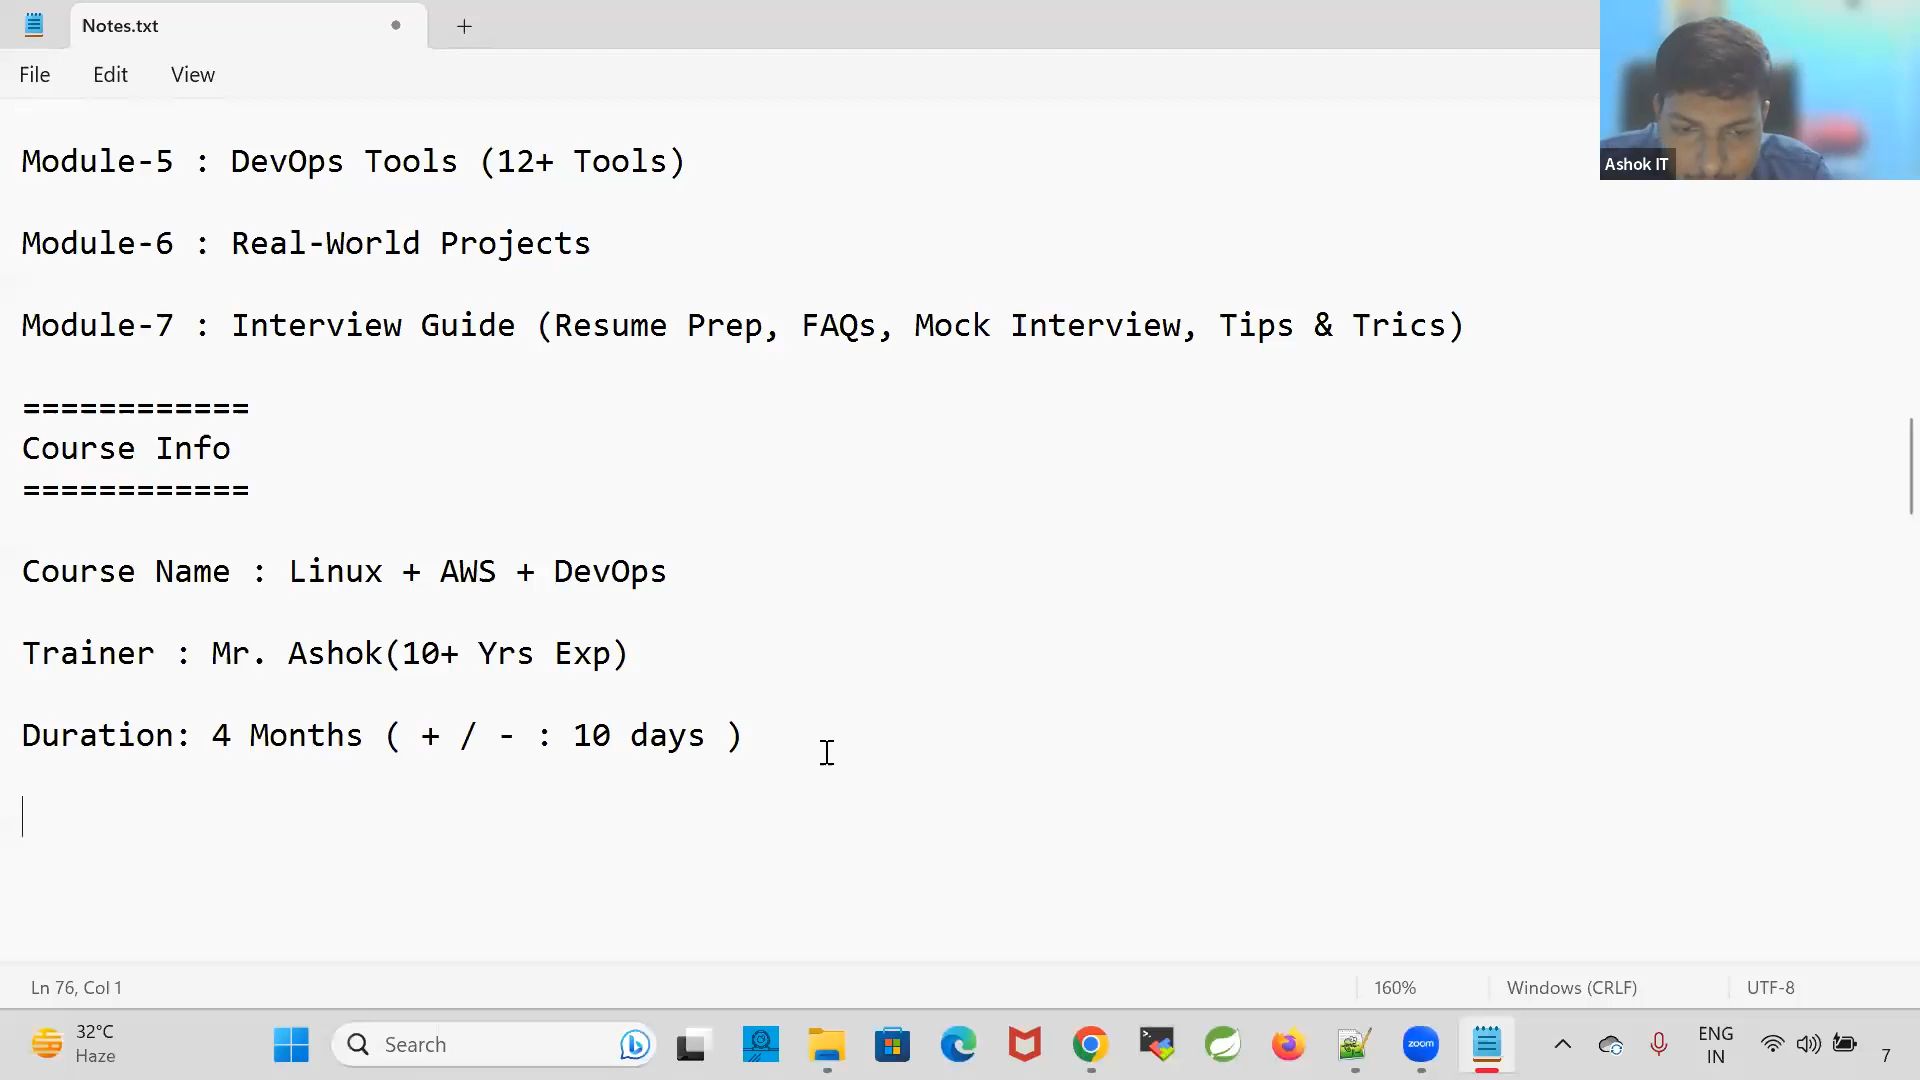 Notes.txt
File Edit View
Module-5 : DevOps Tools (12+ Tools)
Module-6 : Real-World Projects
Module-7 : Interview Guide (Resume Prep, FAQs, Mock Interview, Tips & Trics)
============
Course Info
============
Course Name : Linux + AWS + DevOps
Trainer : Mr. Ashok(10+ Yrs Exp)
Duration: 4 Months ( + / - : 10 days )
Ashok IT
Ln 76, Col 1 160% Windows (CRLF) UTF-8
32°C
Haze
Search
zoom
ENG
IN
7